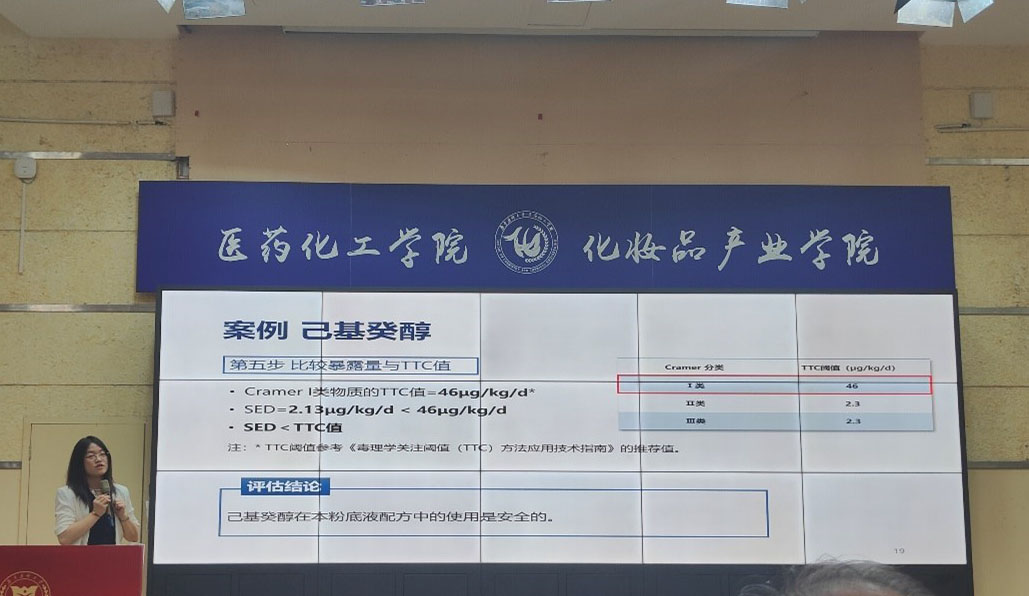 医药化工学院 化妆品产业学院
案例 己基癸醇
第五步 比较暴露量与TTC值
• Cramer I类物质的TTC值=46μg/kg/d*
• SED=2.13μg/kg/d < 46μg/kg/d
• SED<TTC值
Cramer 分类 TTC阈值（μg/kg/d）
I 类 46
II类 2.3
III类 2.3
注：* TTC阈值参考《毒理学关注阈值（TTC）方法应用技术指南》的推荐值。
评估结论
己基癸醇在本粉底液配方中的使用是安全的。
19